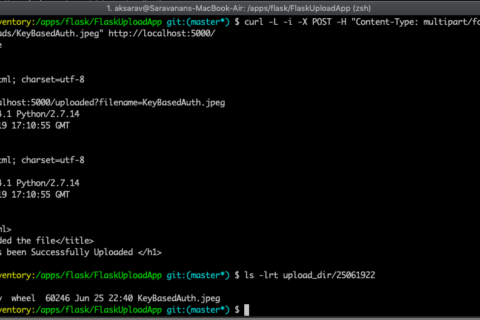 1. aksarav@Saravanans-MacBook-Air: /apps/flask/FlaskUploadApp (zsh)
ventory:/apps/flask/FlaskUploadApp git:(master*) $ curl -L -i -X POST -H "Content-Type: multipart/fo
ads/KeyBasedAuth.jpeg" http://localhost:5000/
e
tml; charset=utf-8
alhost:5000/uploaded?filename=KeyBasedAuth.jpeg
4.1 Python/2.7.14
19 17:10:55 GMT
tml; charset=utf-8
4.1 Python/2.7.14
19 17:10:55 GMT
ml>
ded the file</title>
s been Successfully Uploaded </h1>
ventory:/apps/flask/FlaskUploadApp git:(master*) $ ls -lrt upload_dir/25061922
v wheel 60246 Jun 25 22:40 KeyBasedAuth.jpeg
ventory:/apps/flask/FlaskUploadApp git:(master*) $